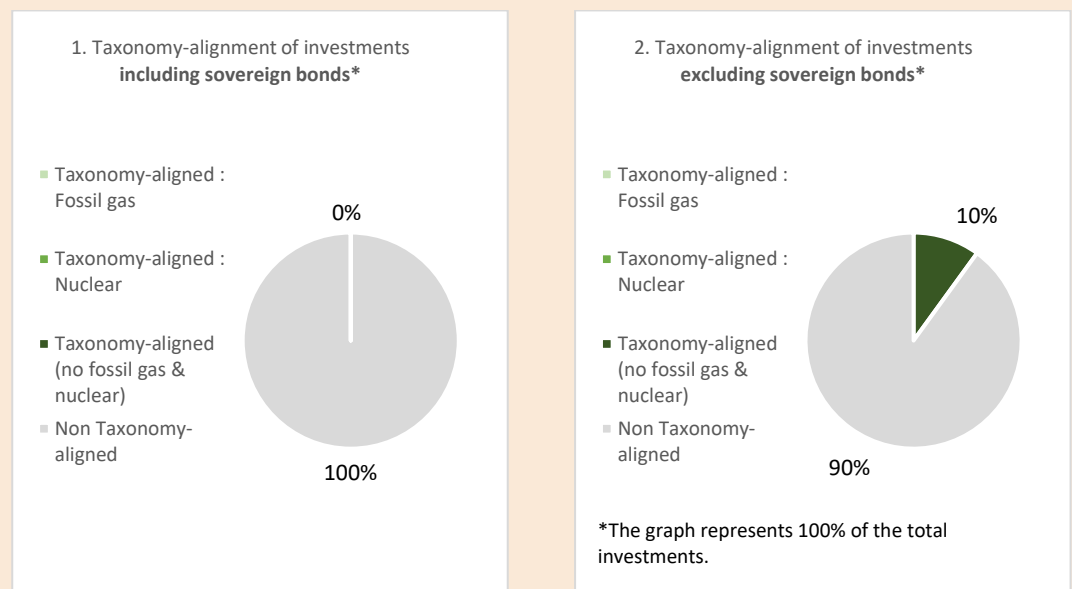 1. Taxonomy-alignment of investments
including sovereign bonds*
Taxonomy-aligned :
Fossil gas
Taxonomy-aligned :
Nuclear
Taxonomy-aligned
(no fossil gas &
nuclear)
Non Taxonomy-
aligned
0%
100%
2. Taxonomy-alignment of investments
excluding sovereign bonds*
Taxonomy-aligned :
Fossil gas
Taxonomy-aligned :
Nuclear
Taxonomy-aligned
(no fossil gas &
nuclear)
Non Taxonomy-
aligned
10%
90%
*The graph represents 100% of the total
investments.